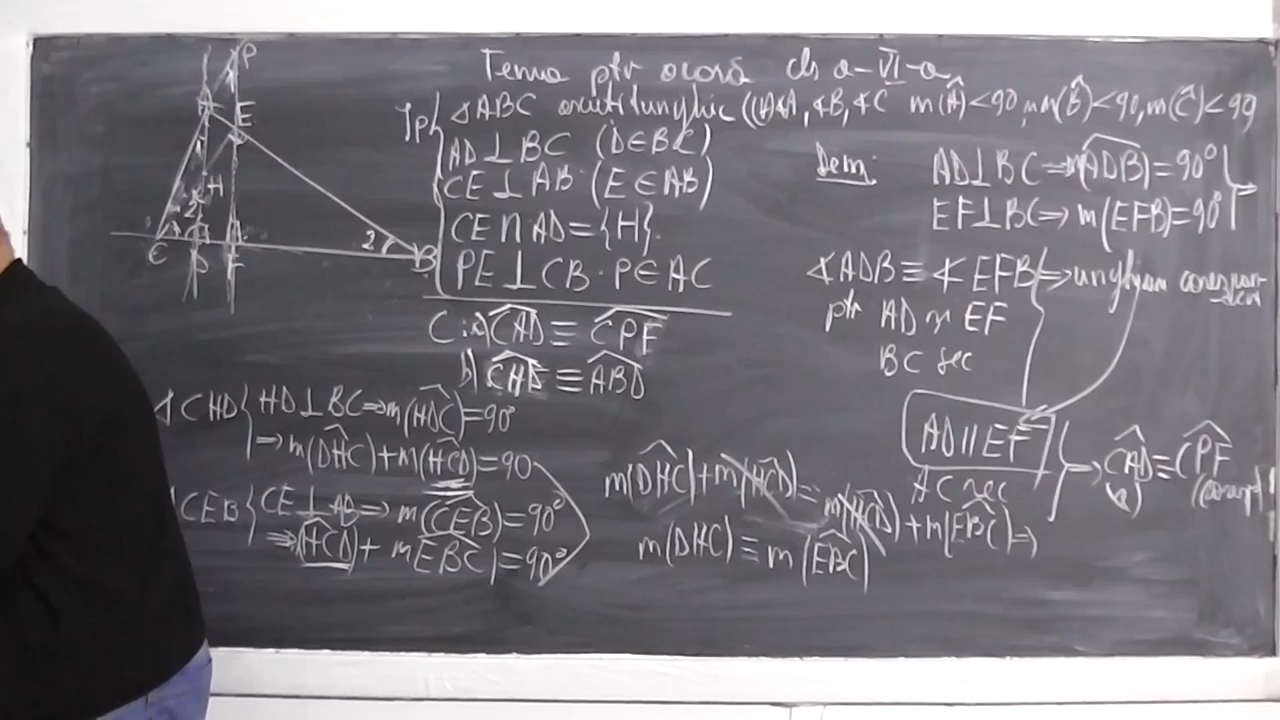 Tema ptr acasă cls a-VI-a
Ip { ∢ABC ascuțitunghic (∢A, ∢B, ∢C m(Â)<90, m(B̂)<90, m(Ĉ)<90
AD⊥BC (D∈BC)
CE⊥AB (E∈AB)
CE∩AD={H}.
PE⊥CB. P∈AC
C: a) CAD ≡ CPF
b) CHD ≡ ABD
P
A
E
H
2
C
D
F
2
B
Dem:
AD⊥BC ⇒ m(ADB)=90°
EF⊥BC ⇒ m(EFB)=90°
∢ADB ≡ ∢EFB ⇒ unghiuri
ptr AD și EF
BC sec
AD||EF
AC sec
⇒ CAD ≡ CPF
(a)
∢CHD { HD⊥BC ⇒ m(HDC)=90°
⇒ m(DHC)+m(HCD)=90
CEB { CE⊥AB ⇒ m(CEB)=90°
⇒ HCD + m EBC)=90°
m(DHC)+m(HCD)= m(HCD)+m(EBC) ⇒
m(DHC) ≡ m(EBC)